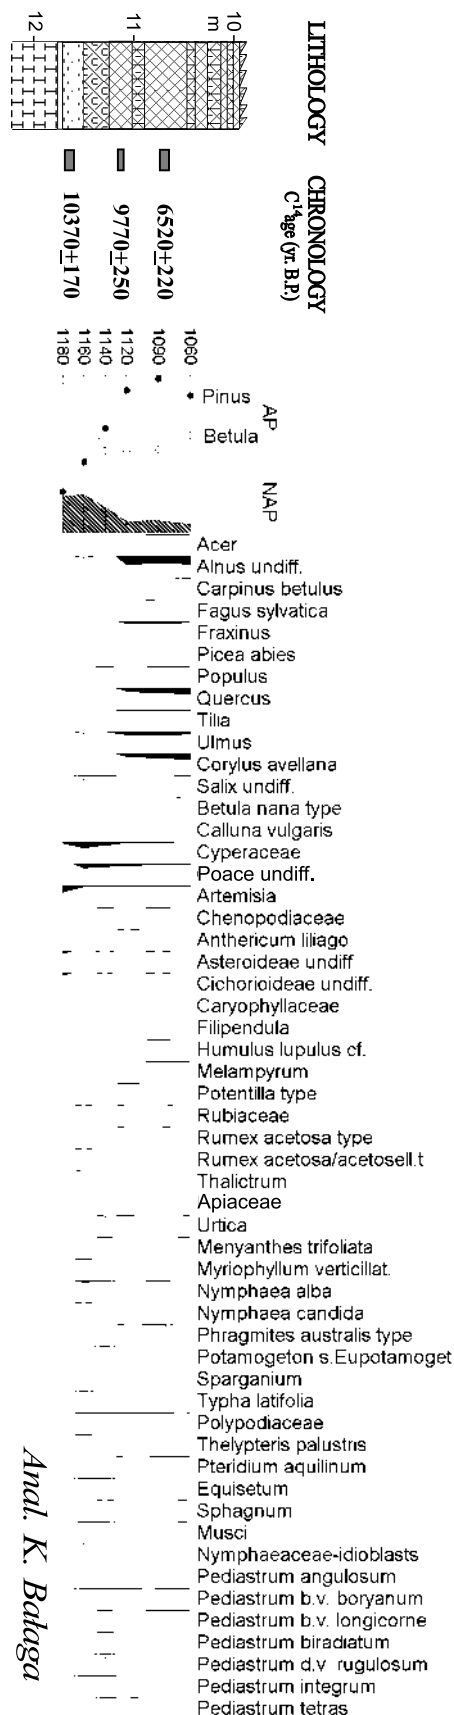 12
11
m
10
LITHOLOGY
CHRONOLOGY
C14age (yr. B.P.)
10370±170
9770±250
6520±220
1180
1160
1140
1120
1090
1060
Pinus
AP
Betula
NAP
Acer
Alnus undiff.
Carpinus betulus
Fagus sylvatica
Fraxinus
Picea abies
Populus
Quercus
Tilia
Ulmus
Corylus avellana
Salix undiff.
Betula nana type
Calluna vulgaris
Cyperaceae
Poace undiff.
Artemisia
Chenopodiaceae
Anthericum liliago
Asteroideae undiff
Cichorioideae undiff.
Caryophyllaceae
Filipendula
Humulus lupulus cf.
Melampyrum
Potentilla type
Rubiaceae
Rumex acetosa type
Rumex acetosa/acetosell.t
Thalictrum
Apiaceae
Urtica
Menyanthes trifoliata
Myriophyllum verticillat.
Nymphaea alba
Nymphaea candida
Phragmites australis type
Potamogeton s.Eupotamoget
Sparganium
Typha latifolia
Polypodiaceae
Thelypteris palustris
Pteridium aquilinum
Equisetum
Sphagnum
Musci
Nymphaeaceae-idioblasts
Pediastrum angulosum
Pediastrum b.v. boryanum
Pediastrum b.v. longicorne
Pediastrum biradiatum
Pediastrum d.v rugulosum
Pediastrum integrum
Pediastrum tetras
Anal. K. Bałaga